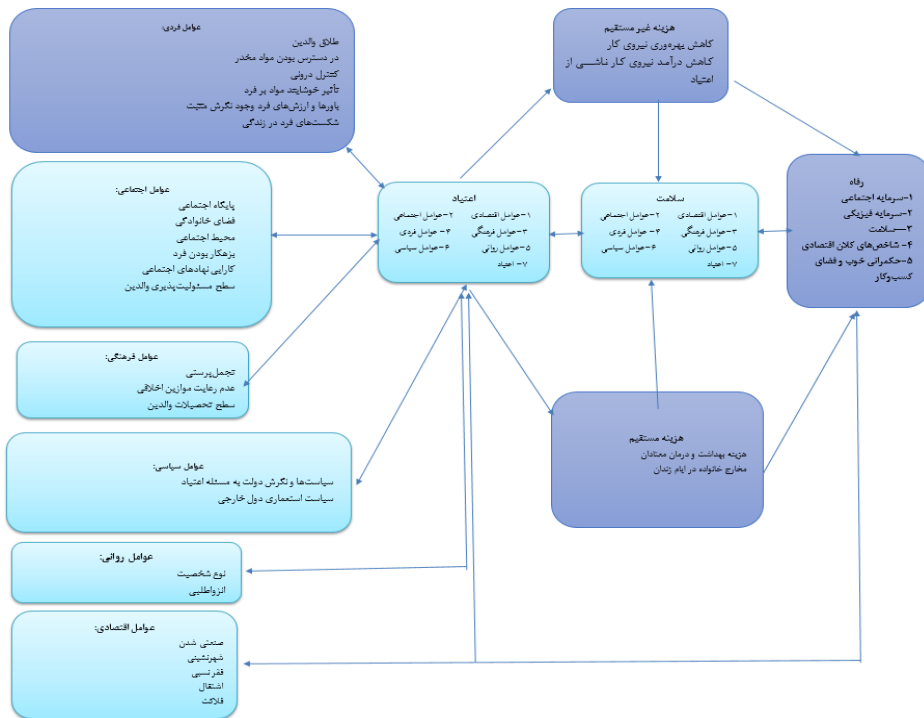 عوامل فردی:
طلاق والدین
در دسترس بودن مواد مخدر
کنترل درونی
تأثیر خوشایند مواد بر فرد
باورها و ارزش‌های فرد وجود نگرش مثبت
شکست‌های فرد در زندگی
هزینه غیر مستقیم
کاهش بهره‌وری نیروی کار
کاهش درآمد نیروی کار ناشی از
اعتیاد
رفاه
۱-سرمایه اجتماعی
۲-سرمایه فیزیکی
۳-سلامت
۴- شاخص‌های کلان اقتصادی
۵-حکمرانی خوب و فضای
کسب‌وکار
سلامت
۱-عوامل اقتصادی ۲-عوامل اجتماعی
۳-عوامل فرهنگی ۴-عوامل فردی
۵-عوامل روانی ۶-عوامل سیاسی
۷-اعتیاد
اعتیاد
۱-عوامل اقتصادی ۲-عوامل اجتماعی
۳-عوامل فرهنگی ۴- عوامل فردی
۵-عوامل روانی ۶-عوامل سیاسی
۷- اعتیاد
عوامل اجتماعی:
پایگاه اجتماعی
فضای خانوادگی
محیط اجتماعی
بزهکار بودن فرد
کارایی نهادهای اجتماعی
سطح مسئولیت‌پذیری والدین
عوامل فرهنگی:
تجمل‌پرستی
عدم رعایت موازین اخلاقی
سطح تحصیلات والدین
هزینه مستقیم
هزینه بهداشت و درمان معتادان
مخارج خانواده در ایام زندان
عوامل سیاسی:
سیاست‌ها و نگرش دولت به مسئله اعتیاد
سیاست استعماری دول خارجی
عوامل روانی:
نوع شخصیت
انزواطلبی
عوامل اقتصادی:
صنعتی شدن
شهرنشینی
فقر نسبی
اشتغال
فلاکت